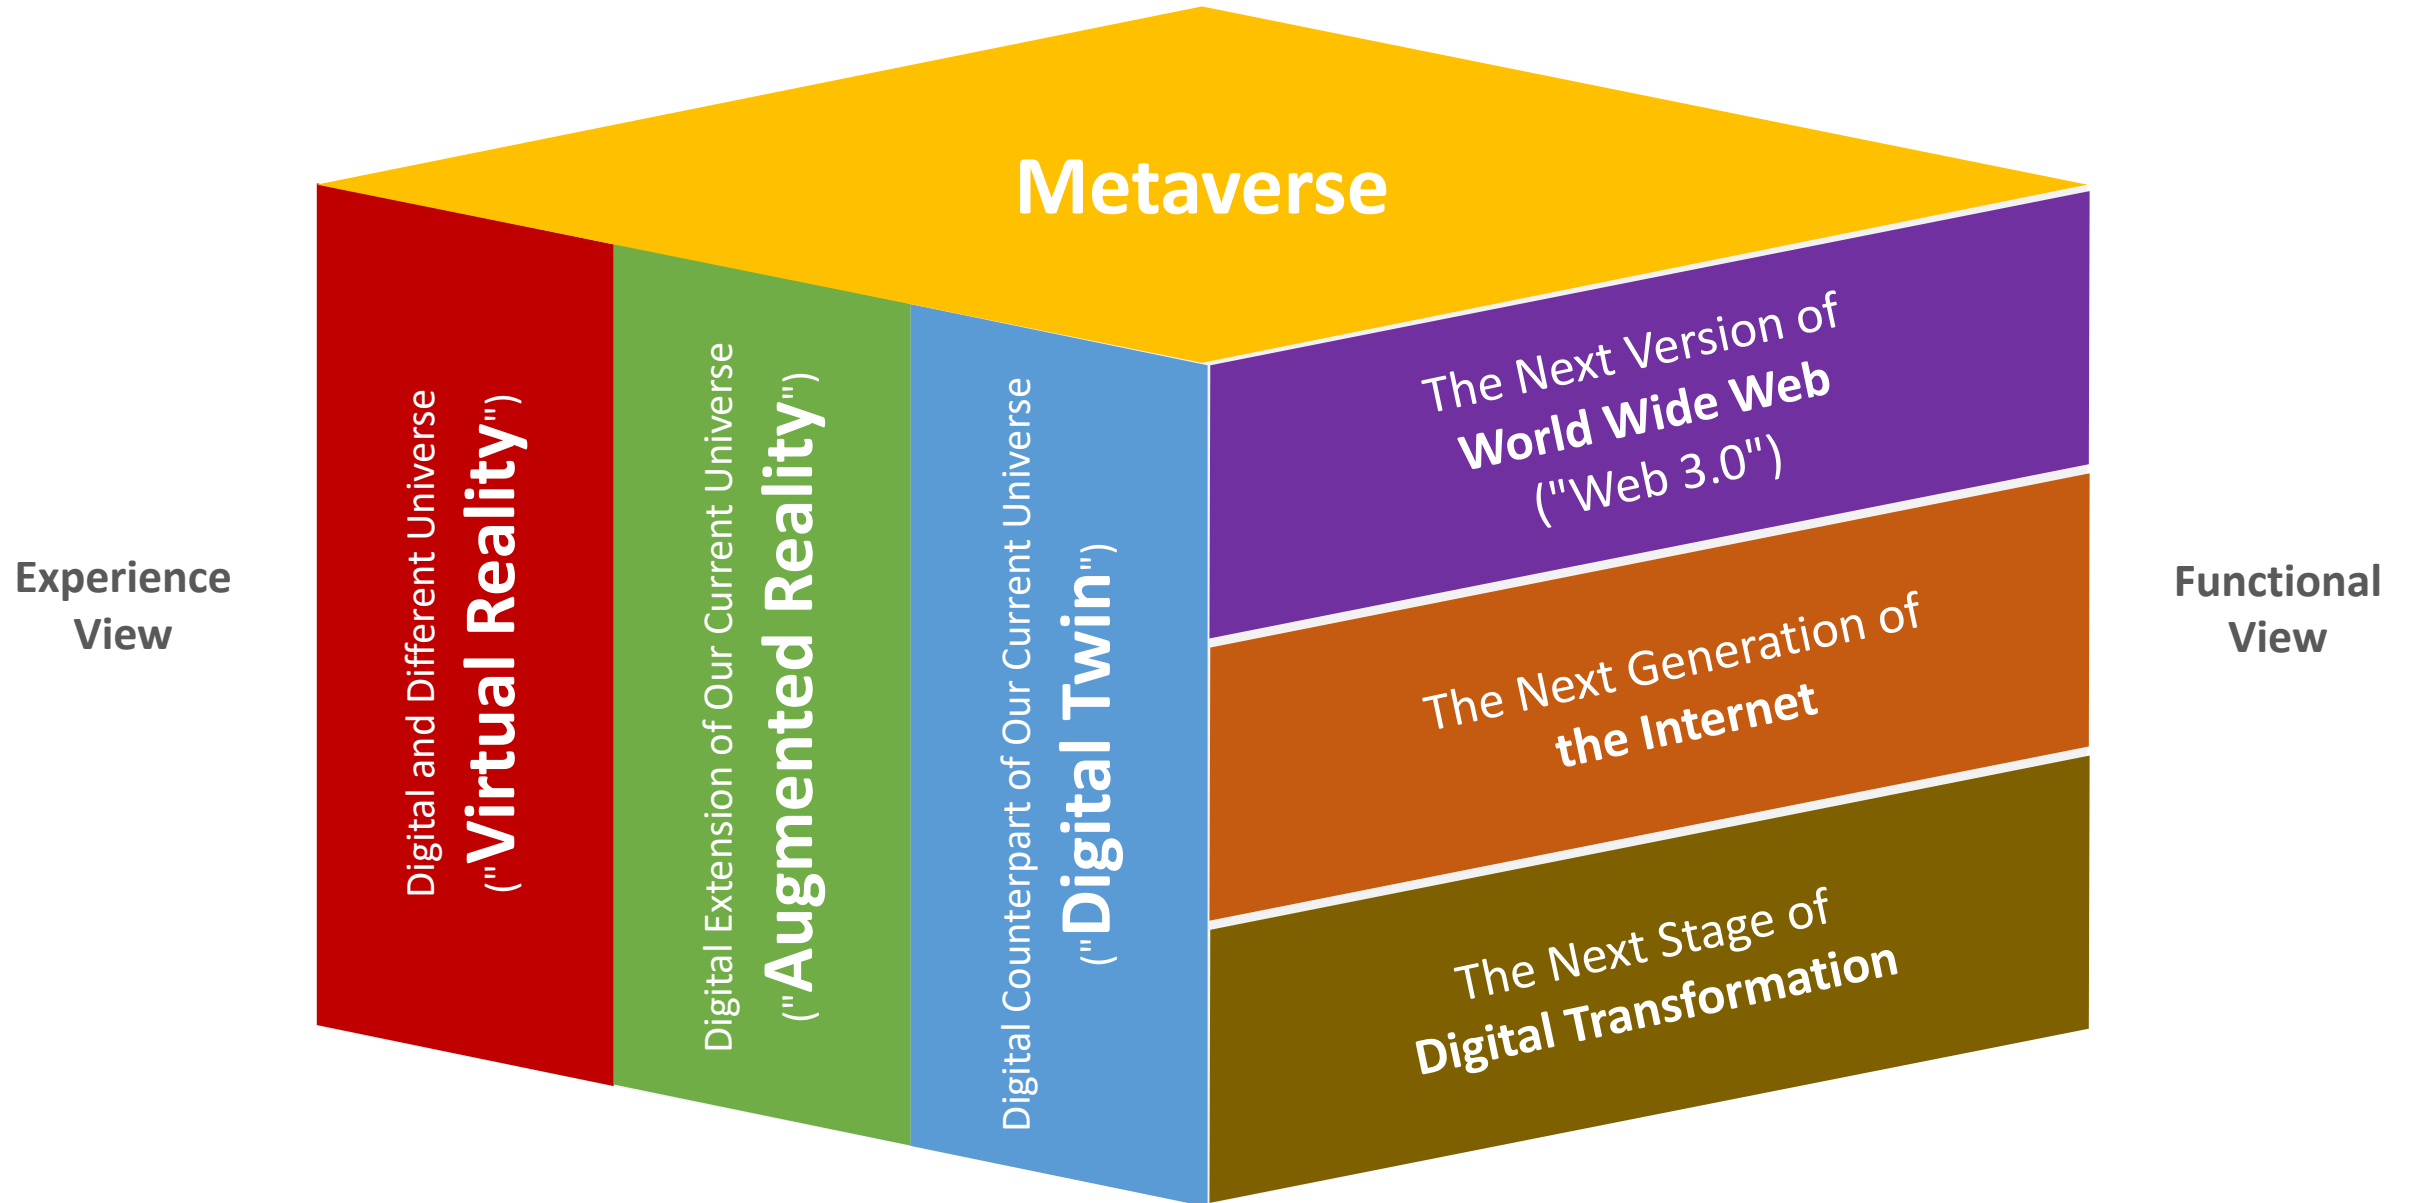 Metaverse
Experience
View
Digital and Different Universe
("Virtual Reality")
Digital Extension of Our Current Universe
("Augmented Reality")
Digital Counterpart of Our Current Universe
("Digital Twin")
The Next Version of
World Wide Web
("Web 3.0")
The Next Generation of
the Internet
The Next Stage of
Digital Transformation
Functional
View